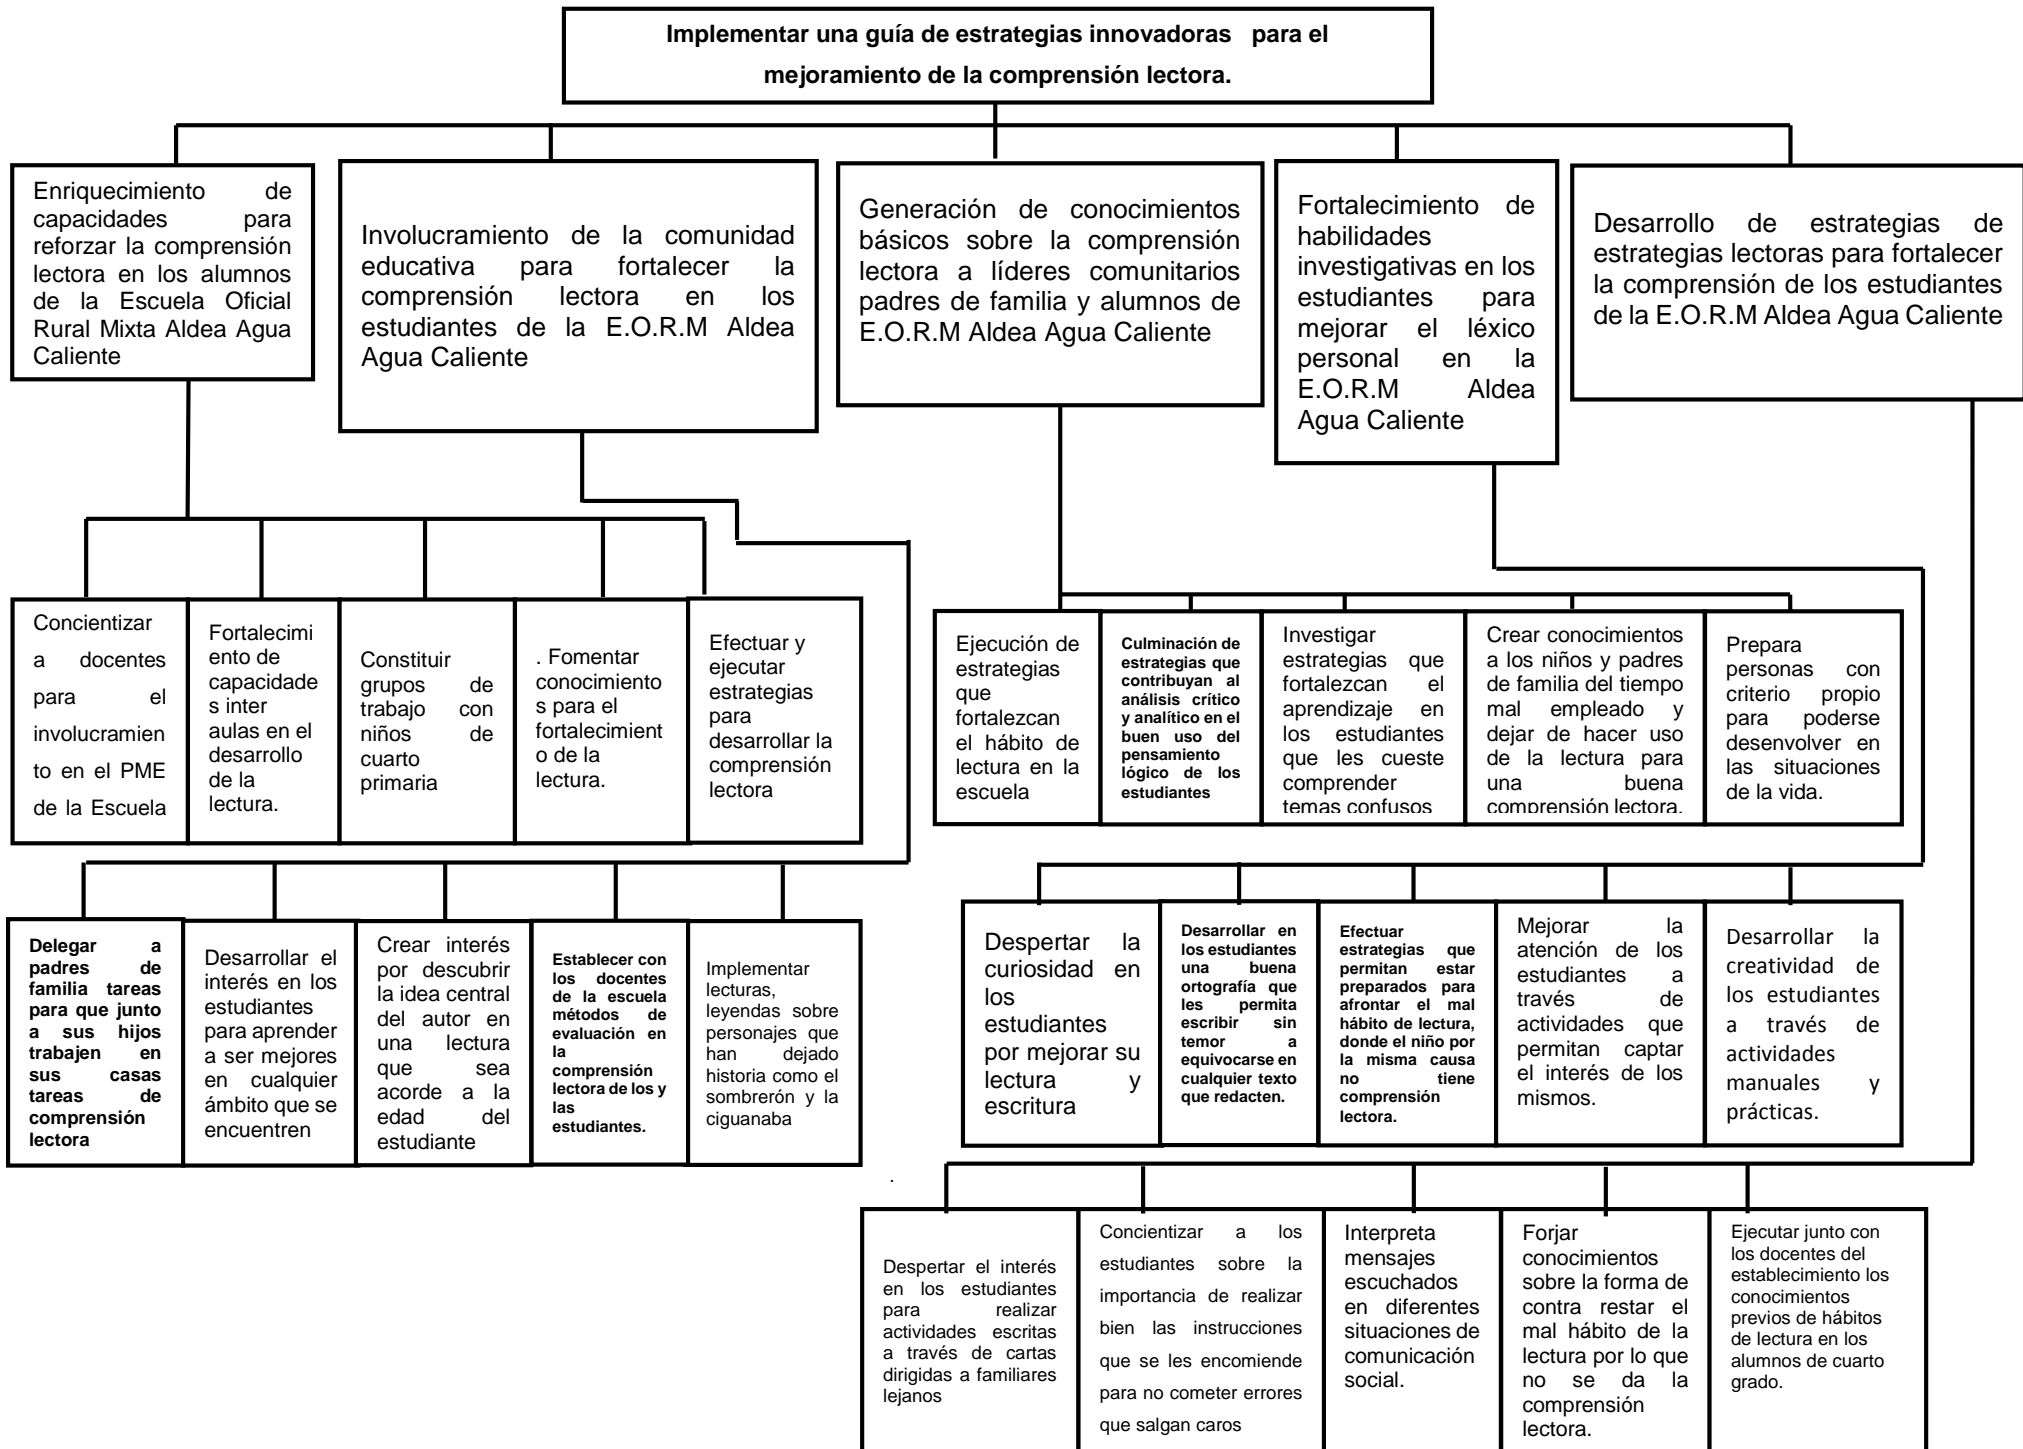 Implementar una guía de estrategias innovadoras para el
mejoramiento de la comprensión lectora.
Enriquecimiento de
capacidades para
reforzar la comprensión
lectora en los alumnos
de la Escuela Oficial
Rural Mixta Aldea Agua
Caliente
Involucramiento de la comunidad
educativa para fortalecer la
comprensión lectora en los
estudiantes de la E.O.R.M Aldea
Agua Caliente
Generación de conocimientos
básicos sobre la comprensión
lectora a líderes comunitarios
padres de familia y alumnos de
E.O.R.M Aldea Agua Caliente
Fortalecimiento de
habilidades
investigativas en los
estudiantes para
mejorar el léxico
personal en la
E.O.R.M Aldea
Agua Caliente
Desarrollo de estrategias de
estrategias lectoras para fortalecer
la comprensión de los estudiantes
de la E.O.R.M Aldea Agua Caliente
Concientizar
a docentes
para el
involucramien
to en el PME
de la Escuela
Fortalecimi
ento de
capacidade
s inter
aulas en el
desarrollo
de la
lectura.
Constituir
grupos de
trabajo con
niños de
cuarto
primaria
. Fomentar
conocimiento
s para el
fortalecimient
o de la
lectura.
Efectuar y
ejecutar
estrategias
para
desarrollar la
comprensión
lectora
Ejecución de
estrategias
que
fortalezcan
el hábito de
lectura en la
escuela
Culminación de
estrategias que
contribuyan al
análisis crítico
y analítico en el
buen uso del
pensamiento
lógico de los
estudiantes
Investigar
estrategias que
fortalezcan el
aprendizaje en
los estudiantes
que les cueste
comprender
temas confusos
Crear conocimientos
a los niños y padres
de familia del tiempo
mal empleado y
dejar de hacer uso
de la lectura para
una buena
comprensión lectora.
Prepara
personas con
criterio propio
para poderse
desenvolver en
las situaciones
de la vida.
Delegar a
padres de
familia tareas
para que junto
a sus hijos
trabajen en
sus casas
tareas de
comprensión
lectora
Desarrollar el
interés en los
estudiantes
para aprender
a ser mejores
en cualquier
ámbito que se
encuentren
Crear interés
por descubrir
la idea central
del autor en
una lectura
que sea
acorde a la
edad del
estudiante
Establecer con
los docentes
de la escuela
métodos de
evaluación en
la
comprensión
lectora de los y
las
estudiantes.
Implementar
lecturas,
leyendas sobre
personajes que
han dejado
historia como el
sombrerón y la
ciguanaba
Despertar la
curiosidad en
los
estudiantes
por mejorar su
lectura y
escritura
Desarrollar en
los estudiantes
una buena
ortografía que
les permita
escribir sin
temor a
equivocarse en
cualquier texto
que redacten.
Efectuar
estrategias que
permitan estar
preparados para
afrontar el mal
hábito de lectura,
donde el niño por
la misma causa
no tiene
comprensión
lectora.
Mejorar la
atención de los
estudiantes a
través de
actividades que
permitan captar
el interés de los
mismos.
Desarrollar la
creatividad de
los estudiantes
a través de
actividades
manuales y
prácticas.
.
Despertar el interés
en los estudiantes
para realizar
actividades escritas
a través de cartas
dirigidas a familiares
lejanos
Concientizar a los
estudiantes sobre la
importancia de realizar
bien las instrucciones
que se les encomiende
para no cometer errores
que salgan caros
Interpreta
mensajes
escuchados
en diferentes
situaciones de
comunicación
social.
Forjar
conocimientos
sobre la forma de
contra restar el
mal hábito de la
lectura por lo que
no se da la
comprensión
lectora.
Ejecutar junto con
los docentes del
establecimiento los
conocimientos
previos de hábitos
de lectura en los
alumnos de cuarto
grado.